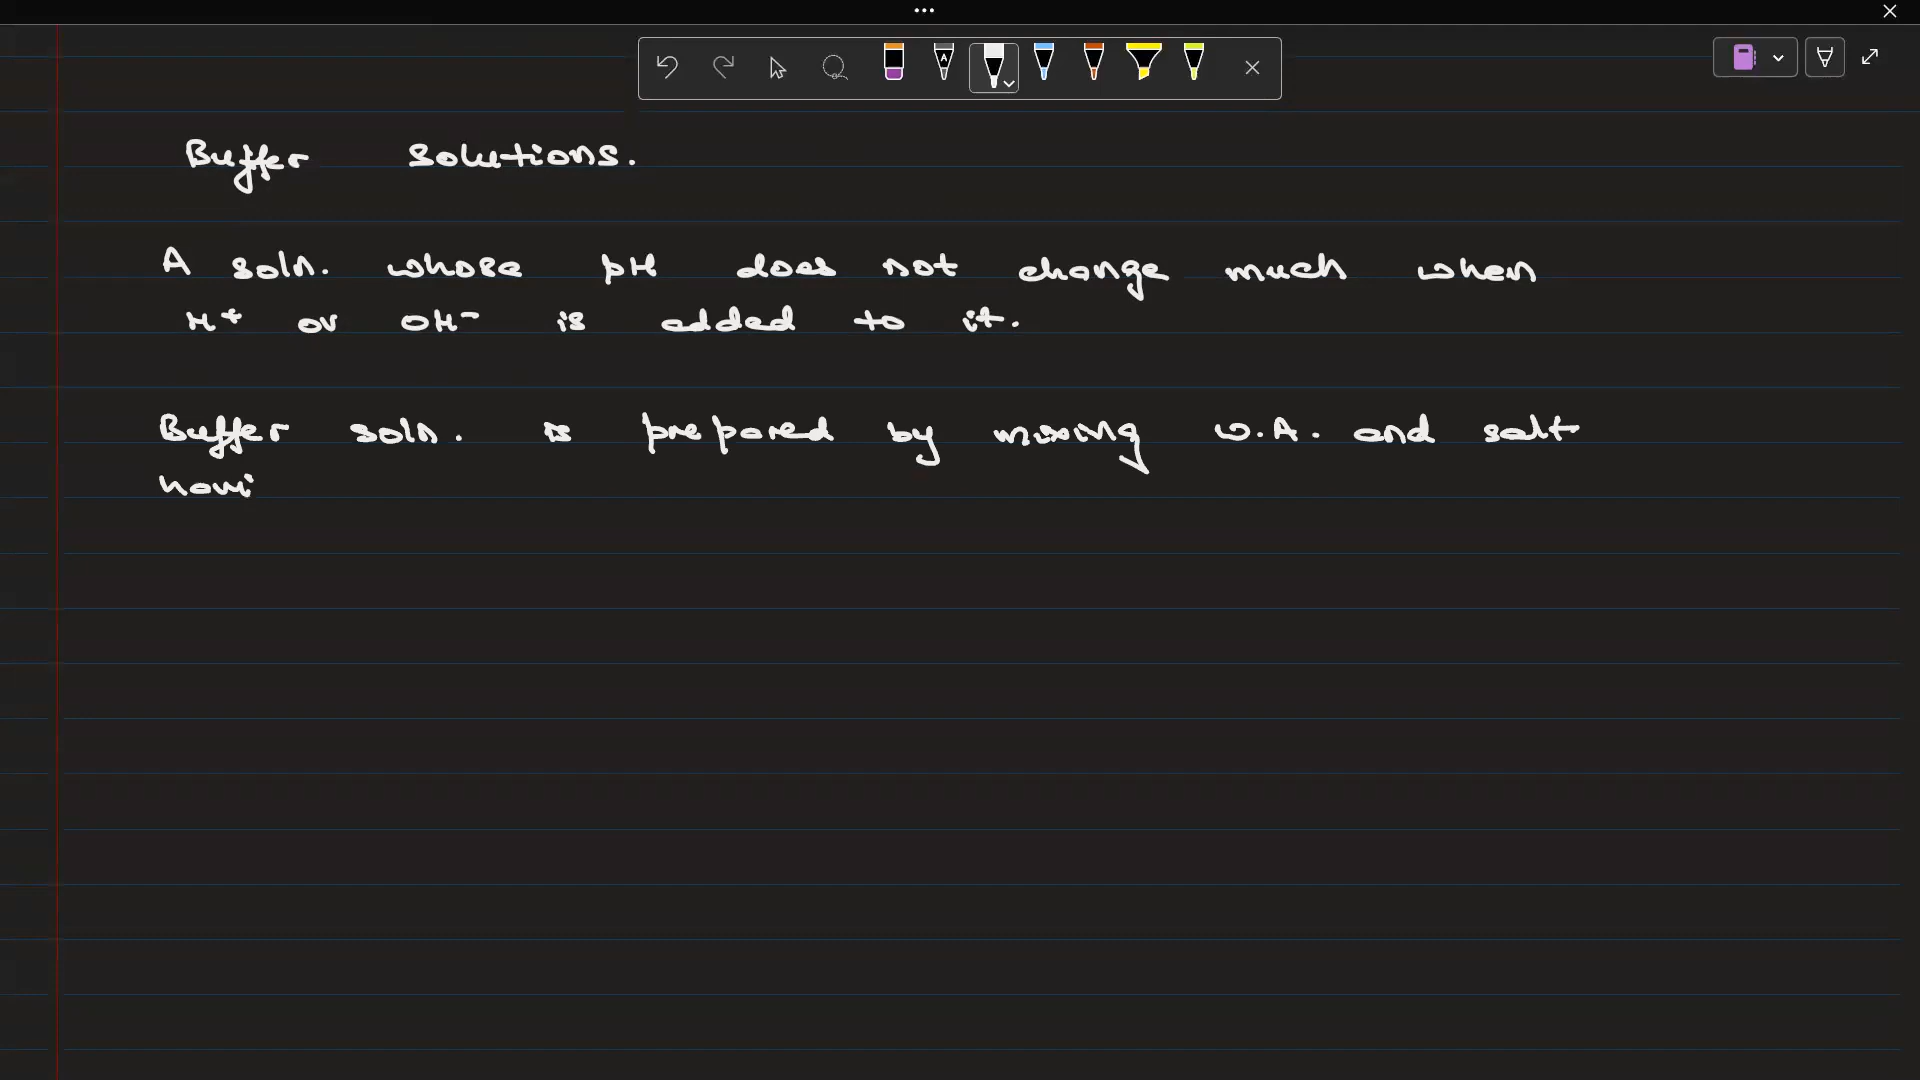 Buffer solutions.
A soln. whose pH does not change much when
H+ or OH- is added to it.
Buffer soln. is prepared by mixing W.A. and salt
havi